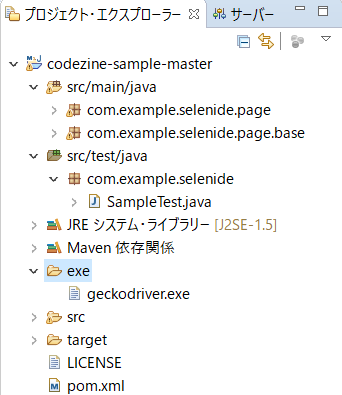 プロジェクト・エクスプローラー サーバー
codezine-sample-master
src/main/java
com.example.selenide.page
com.example.selenide.page.base
src/test/java
com.example.selenide
SampleTest.java
JRE システム・ライブラリー [J2SE-1.5]
Maven 依存関係
exe
geckodriver.exe
src
target
LICENSE
pom.xml